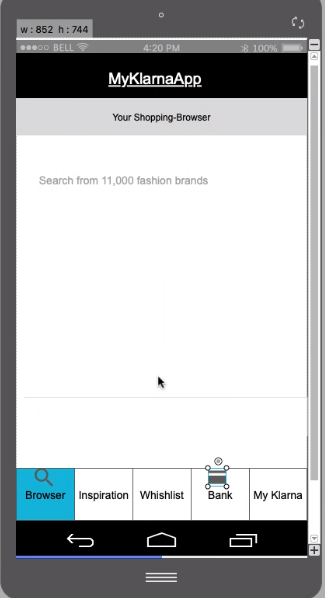 w : 852 h : 744
●●●○○ BELL 4:20 PM 100%
MyKlarnaApp
Your Shopping-Browser
Search from 11,000 fashion brands
Browser Inspiration Whishlist Bank My Klarna